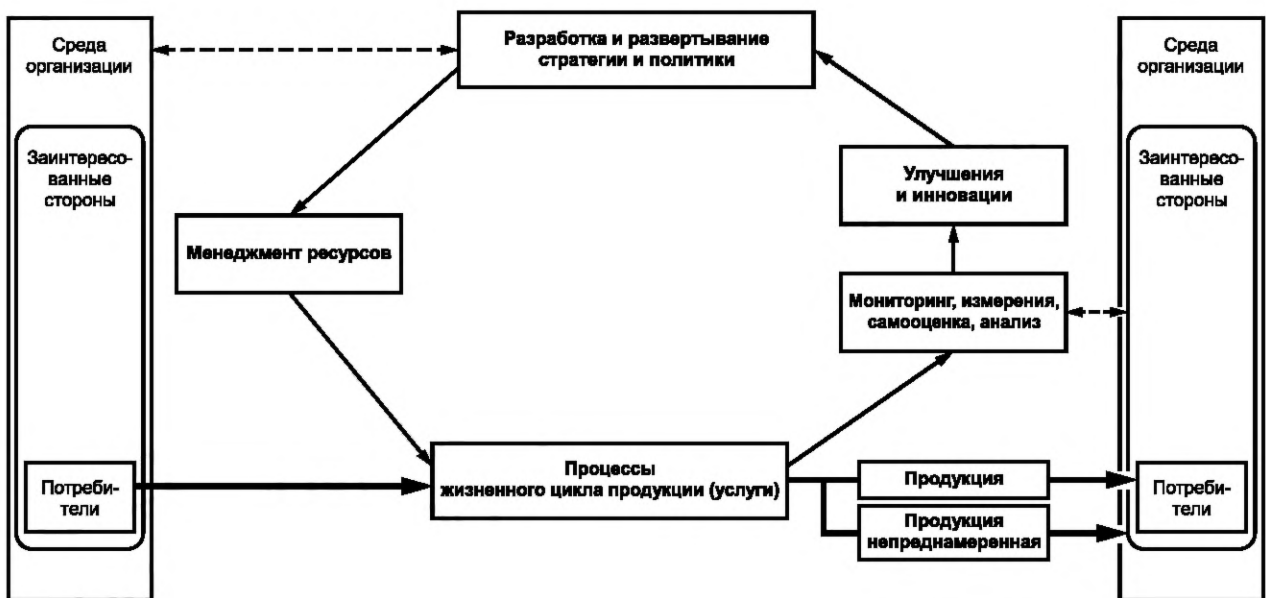 Среда
организации
Заинтересо-
ванные
стороны
Потреби-
тели
Разработка и развертывание
стратегии и политики
Менеджмент ресурсов
Процессы
жизненного цикла продукции (услуги)
Улучшения
и инновации
Мониторинг, измерения,
самооценка, анализ
Продукция
Продукция
непреднамеренная
Среда
организации
Заинтересо-
ванные
стороны
Потреби-
тели